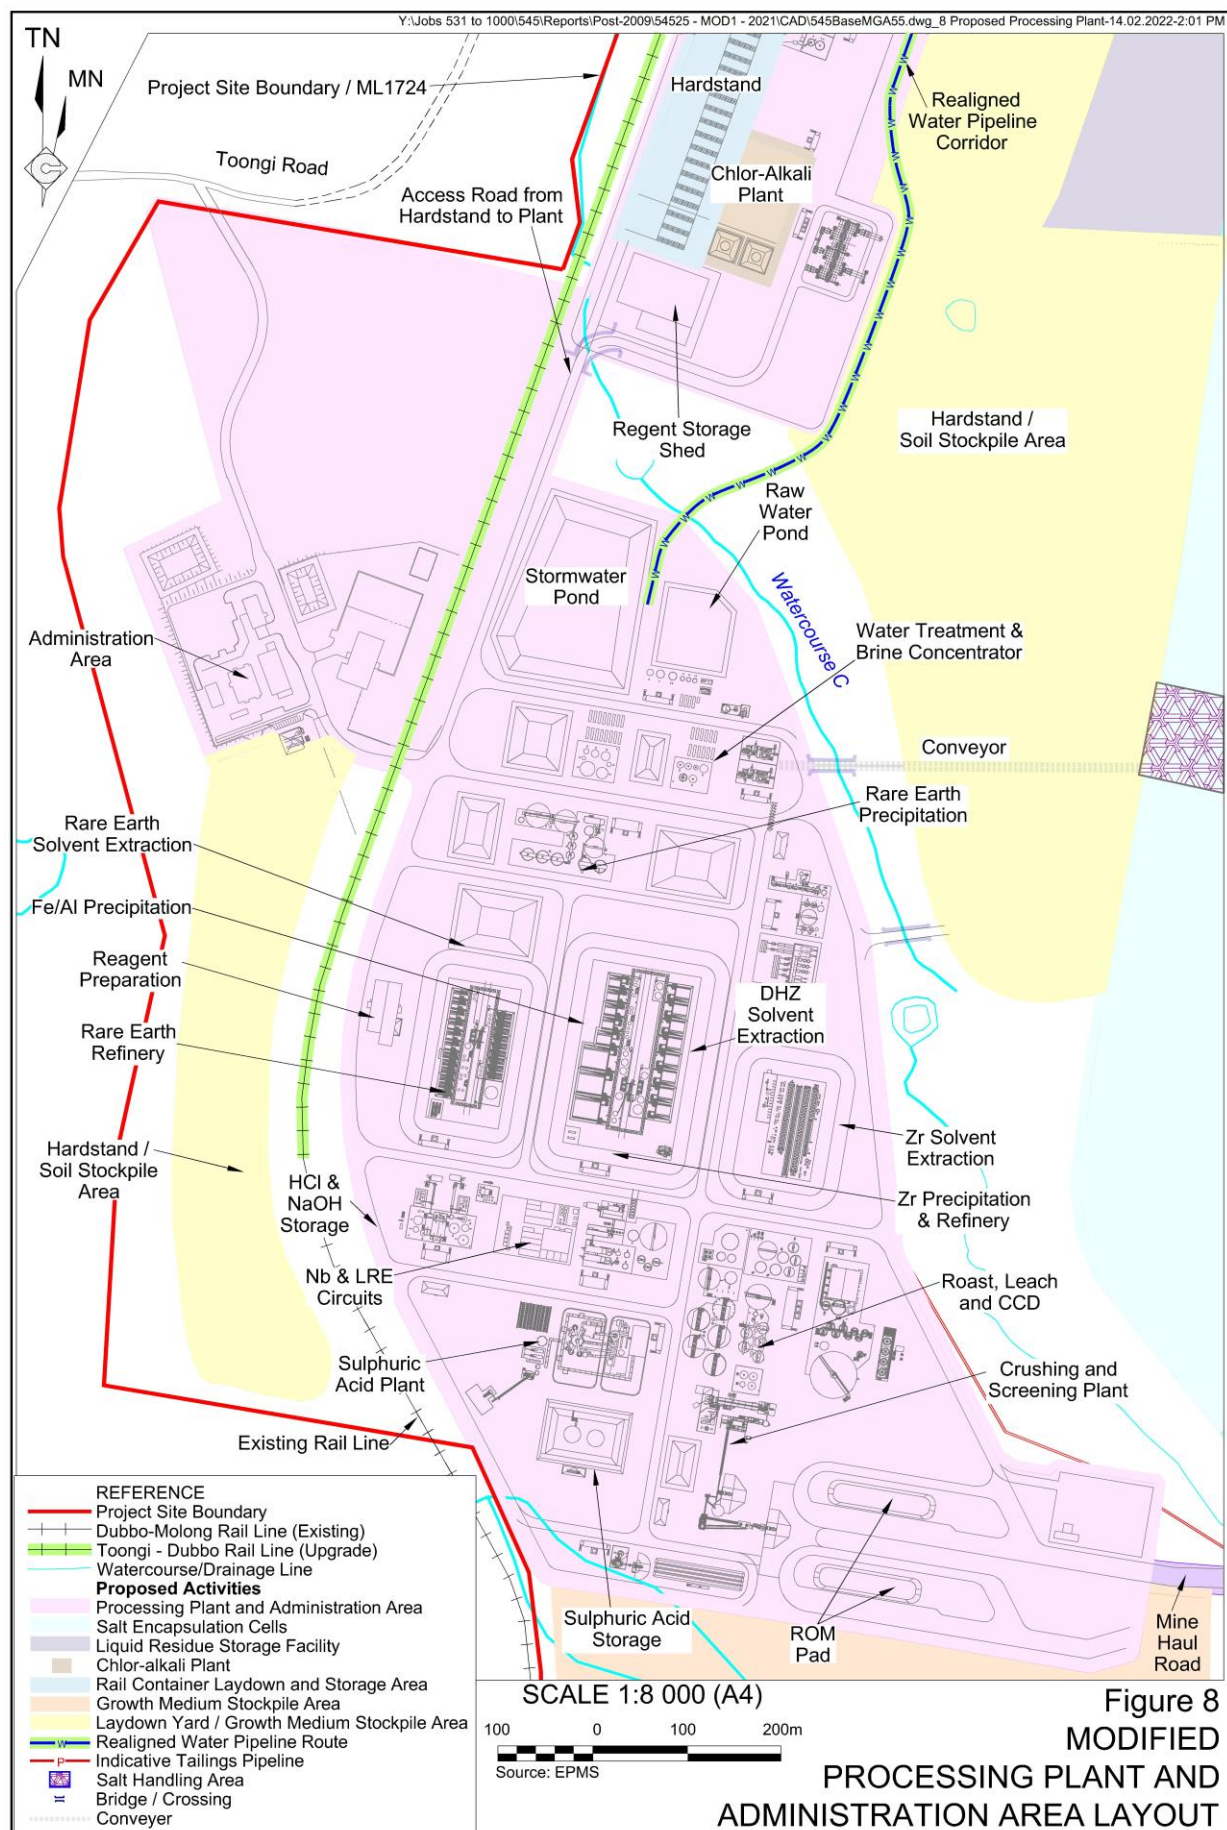 Y:\Jobs 531 to 1000\545\Reports\Post-2009\54525 - MOD1 - 2021\CAD\545BaseMGA55.dwg_8 Proposed Processing Plant-14.02.2022-2:01 PM
TN
MN
Project Site Boundary / ML1724
Toongi Road
Access Road from
Hardstand to Plant
Hardstand
Chlor-Alkali
Plant
Realigned
Water Pipeline
Corridor
Regent Storage
Shed
Hardstand /
Soil Stockpile Area
Raw
Water
Pond
Stormwater
Pond
Watercourse C
Administration
Area
Water Treatment &
Brine Concentrator
Conveyor
Rare Earth
Precipitation
Rare Earth
Solvent Extraction
Fe/Al Precipitation
Reagent
Preparation
Rare Earth
Refinery
DHZ
Solvent
Extraction
Hardstand /
Soil Stockpile
Area
HCl &
NaOH
Storage
Zr Solvent
Extraction
Zr Precipitation
& Refinery
Nb & LRE
Circuits
Roast, Leach
and CCD
Sulphuric
Acid Plant
Crushing and
Screening Plant
Existing Rail Line
Sulphuric Acid
Storage
ROM
Pad
Mine
Haul
Road
REFERENCE
Project Site Boundary
Dubbo-Molong Rail Line (Existing)
Toongi - Dubbo Rail Line (Upgrade)
Watercourse/Drainage Line
Proposed Activities
Processing Plant and Administration Area
Salt Encapsulation Cells
Liquid Residue Storage Facility
Chlor-alkali Plant
Rail Container Laydown and Storage Area
Growth Medium Stockpile Area
Laydown Yard / Growth Medium Stockpile Area
W Realigned Water Pipeline Route
P Indicative Tailings Pipeline
Salt Handling Area
Bridge / Crossing
Conveyer
SCALE 1:8 000 (A4)
100 0 100 200m
Source: EPMS
Figure 8
MODIFIED
PROCESSING PLANT AND
ADMINISTRATION AREA LAYOUT